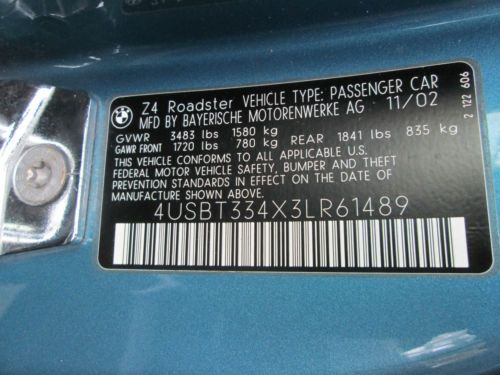 BMW
Z4 Roadster VEHICLE TYPE: PASSENGER CAR
MFD BY BAYERISCHE MOTORENWERKE AG 11/02
GVWR 3483 lbs 1580 kg
GAWR FRONT 1720 lbs 780 kg REAR 1841 lbs 835 kg
THIS VEHICLE CONFORMS TO ALL APPLICABLE U.S.
FEDERAL MOTOR VEHICLE SAFETY, BUMPER AND THEFT
PREVENTION STANDARDS IN EFFECT ON THE DATE OF
MANUFACTURE SHOWN ABOVE.
4USBT334X3LR61489
2 122 606